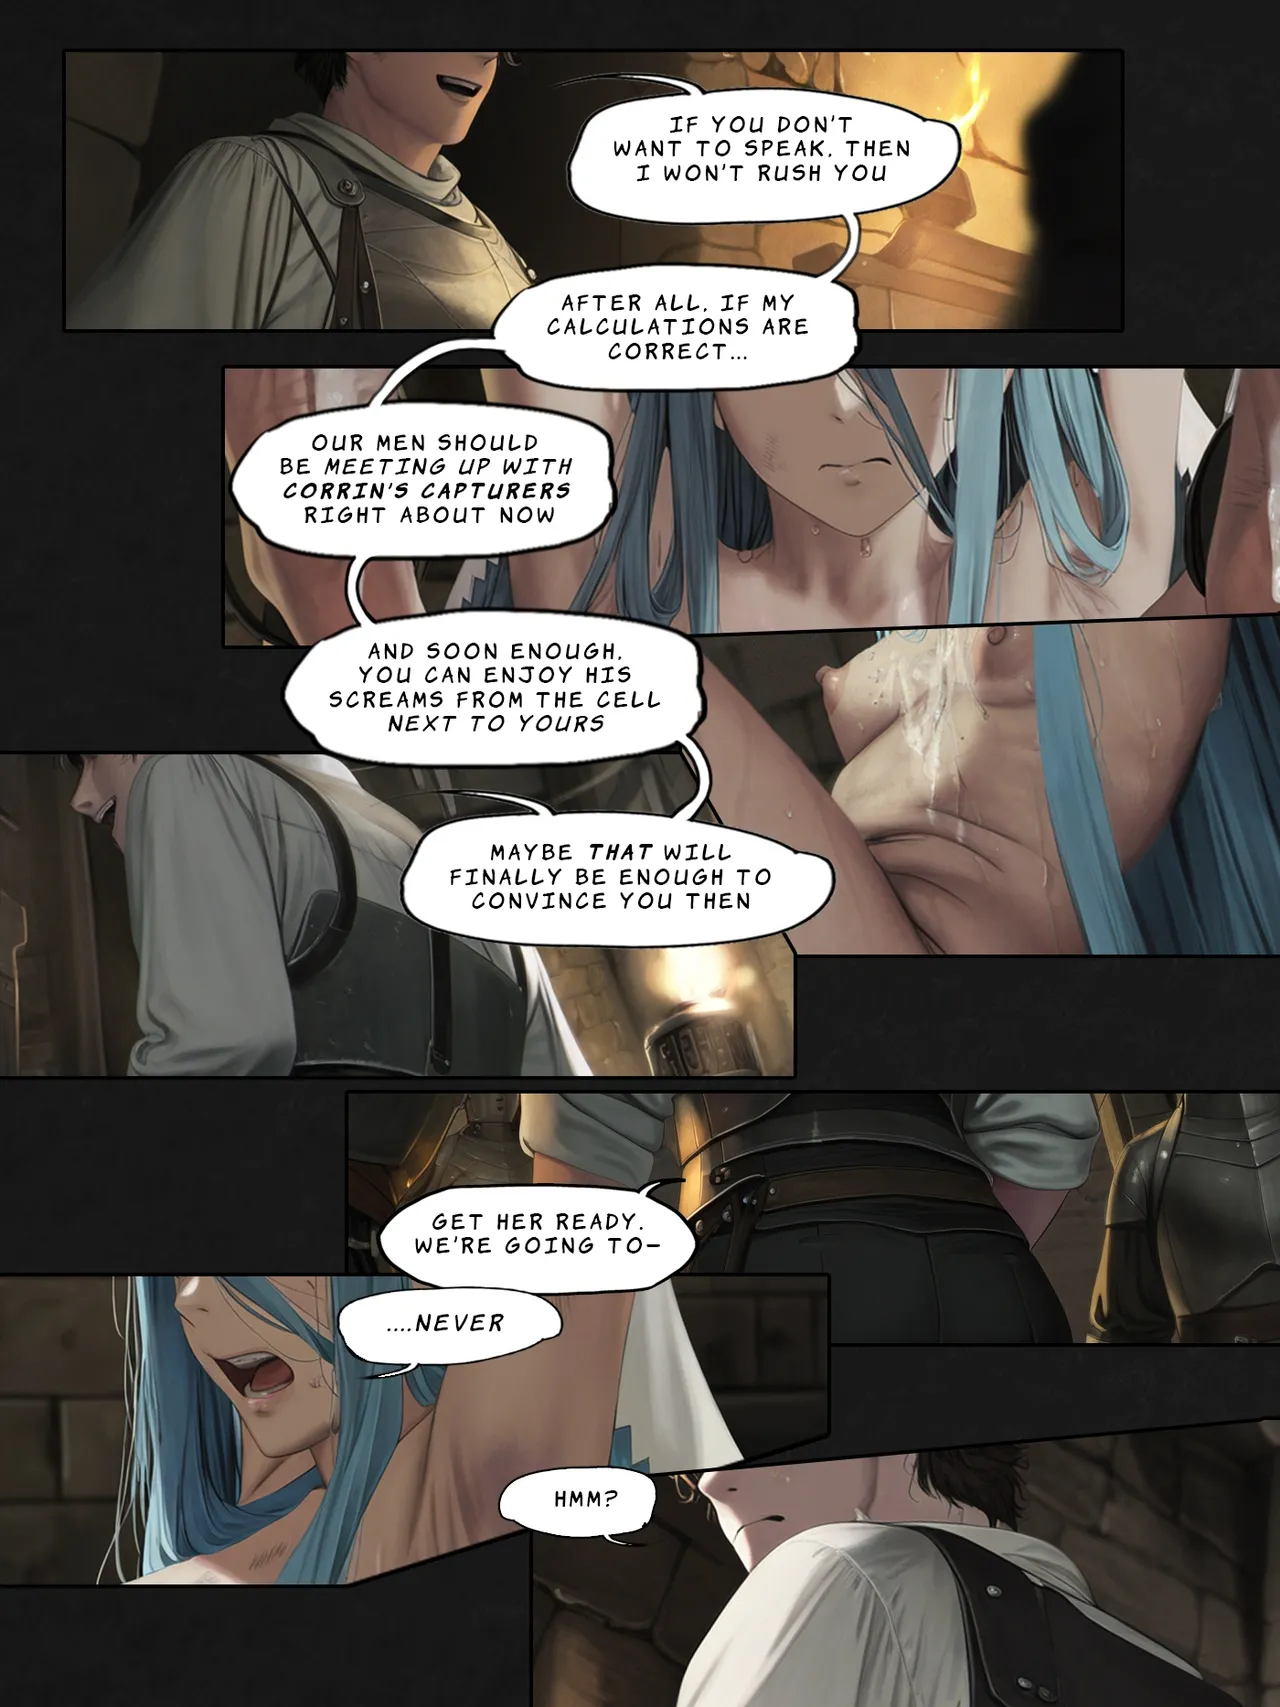 IF YOU DON'T
WANT TO SPEAK, THEN
I WON'T RUSH YOU
AFTER ALL, IF MY
CALCULATIONS ARE
CORRECT...
OUR MEN SHOULD
BE MEETING UP WITH
CORRIN'S CAPTURERS
RIGHT ABOUT NOW
AND SOON ENOUGH,
YOU CAN ENJOY HIS
SCREAMS FROM THE CELL
NEXT TO YOURS
MAYBE THAT WILL
FINALLY BE ENOUGH TO
CONVINCE YOU THEN
GET HER READY.
WE'RE GOING TO-
....NEVER
HMM?